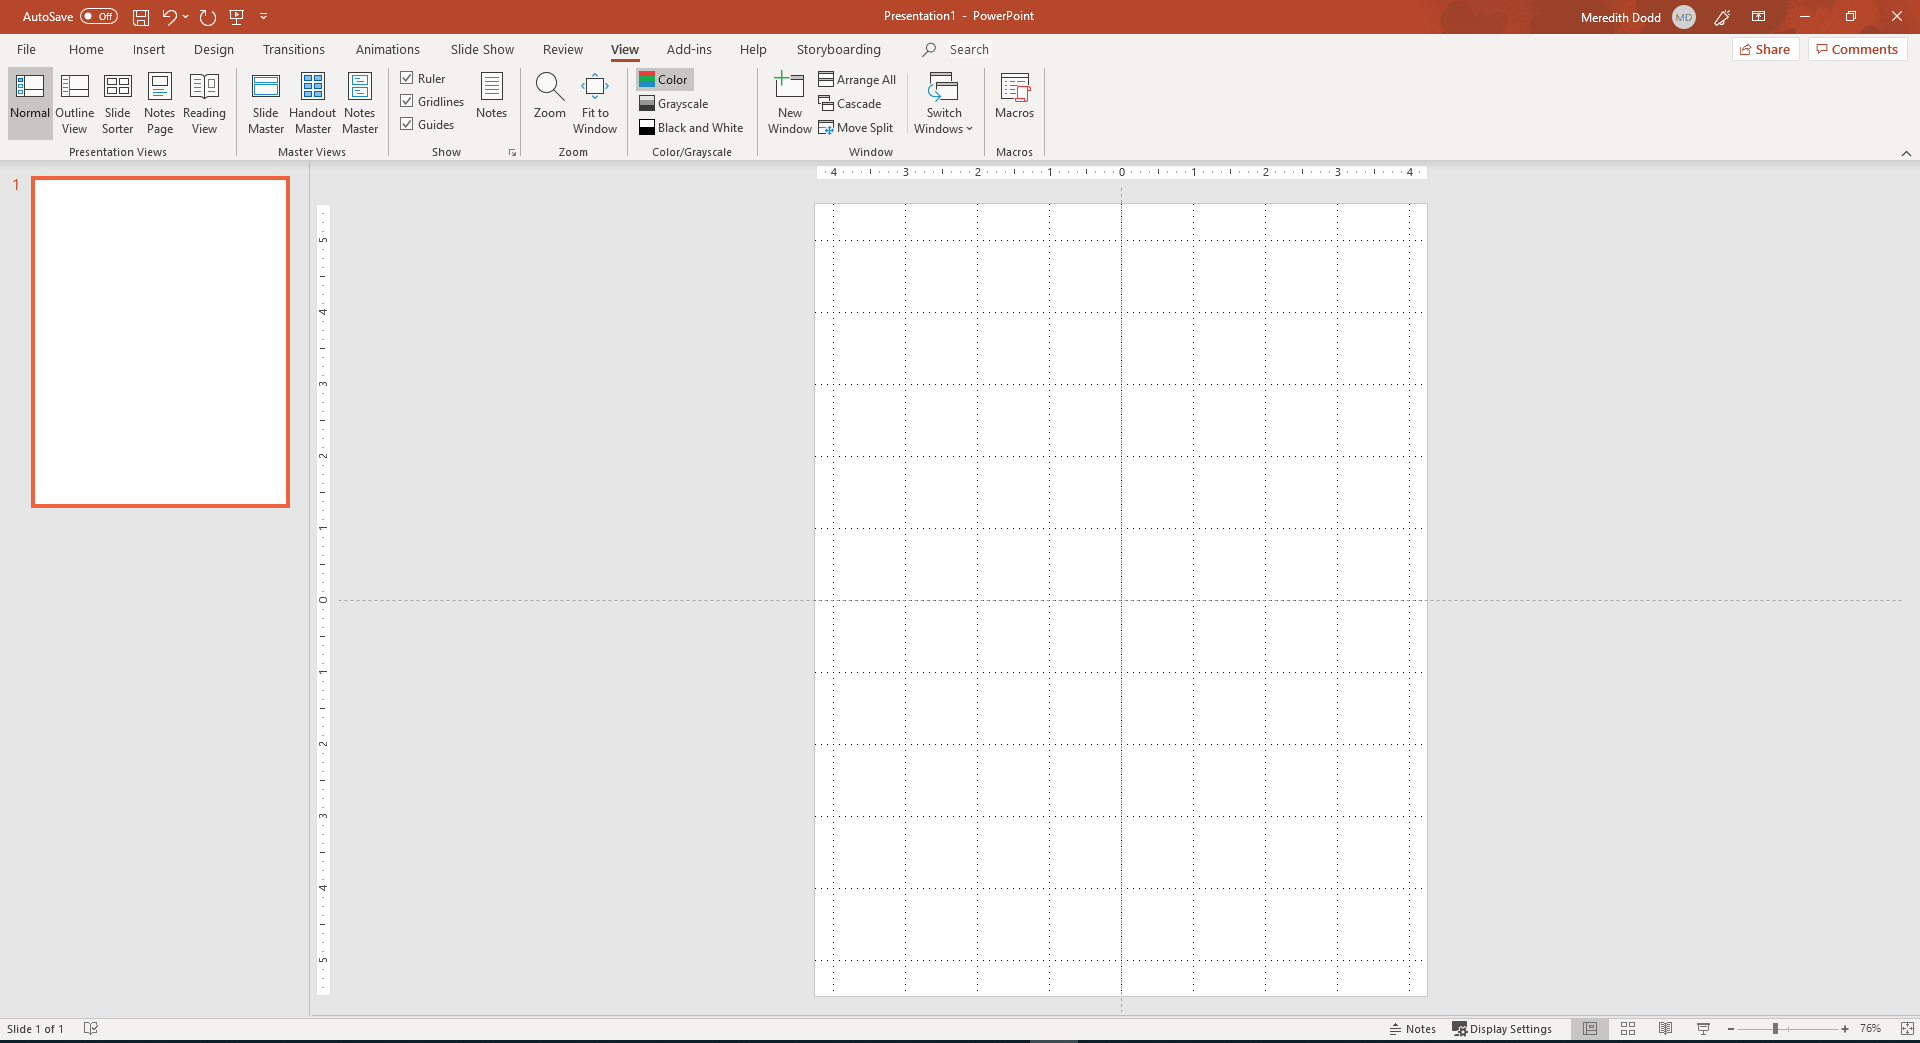 AutoSave Off Presentation1 - PowerPoint Meredith Dodd MD
File Home Insert Design Transitions Animations Slide Show Review View Add-ins Help Storyboarding Search Share Comments
Normal Outline View Slide Sorter Notes Page Reading View
Presentation Views
Slide Master Handout Master Notes Master
Master Views
Ruler
Gridlines
Guides
Notes
Show
Zoom Fit to Window
Zoom
Color
Grayscale
Black and White
Color/Grayscale
New Window
Arrange All
Cascade
Move Split
Switch Windows
Window
Macros
Macros
1
4 3 2 1 0 1 2 3 4
5
4
3
2
1
0
1
2
3
4
5
Slide 1 of 1 Notes Display Settings 76%